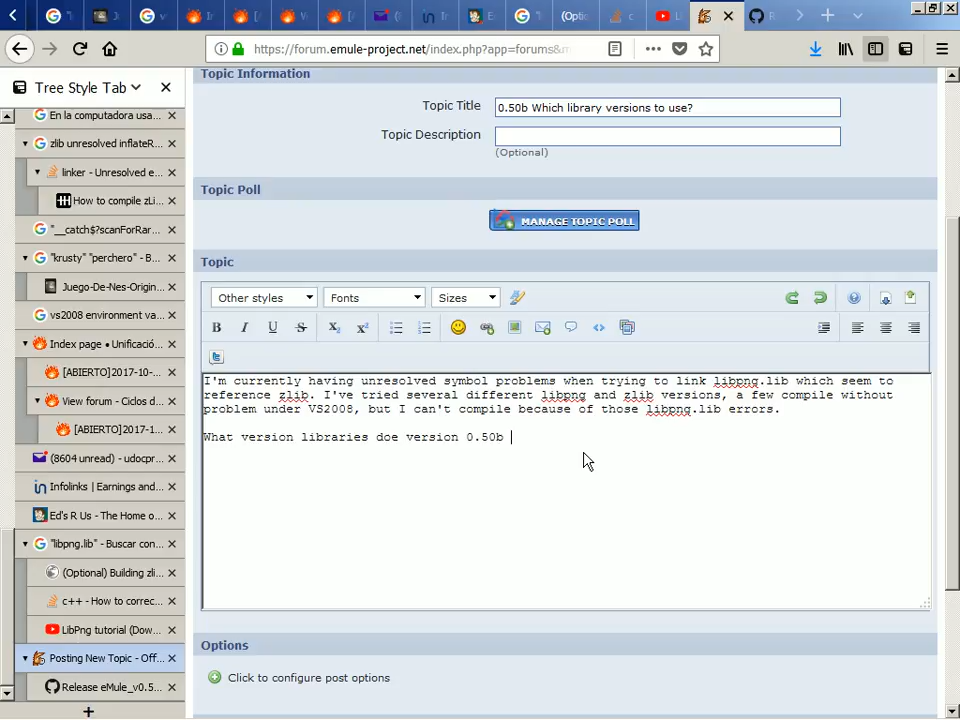 https://forum.emule-project.net/index.php?app=forums&m
Tree Style Tab
En la computadora usa...
zlib unresolved inflateR...
linker - Unresolved e...
How to compile zLi...
"__catch$?scanForRar...
"krusty" "perchero" - B...
Juego-De-Nes-Origin...
vs2008 environment va...
Index page • Unificació...
[ABIERTO]2017-10-...
View forum - Ciclos d...
[ABIERTO]2017-1...
(8604 unread) - udocpr...
Infolinks | Earnings and...
Ed's R Us - The Home o...
"libpng.lib" - Buscar con...
(Optional) Building zli...
c++ - How to correc...
LibPng tutorial (Dow...
Posting New Topic - Off...
Release eMule_v0.5...
Topic Information
Topic Title
0.50b Which library versions to use?
Topic Description
(Optional)
Topic Poll
MANAGE TOPIC POLL
Topic
Other styles
Fonts
Sizes
I'm currently having unresolved symbol problems when trying to link libpng.lib which seem to
reference zlib. I've tried several different libpng and zlib versions, a few compile without
problem under VS2008, but I can't compile because of those libpng.lib errors.
What version libraries doe version 0.50b
Options
Click to configure post options